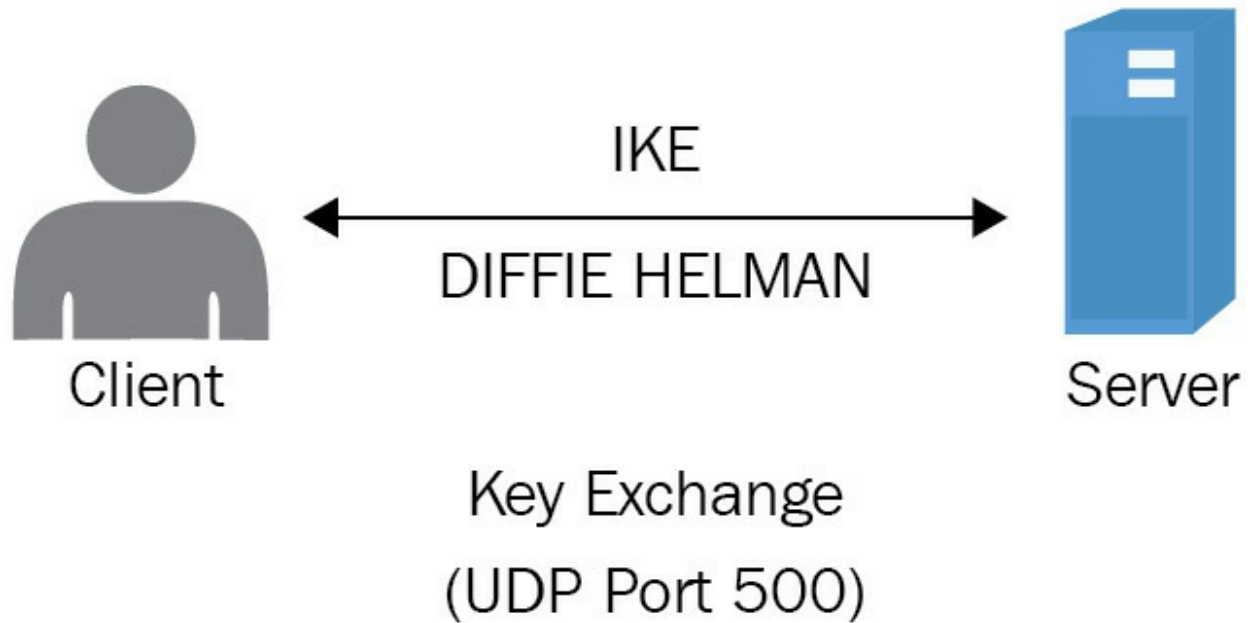 IKE
DIFFIE HELMAN
Client
Server
Key Exchange
(UDP Port 500)